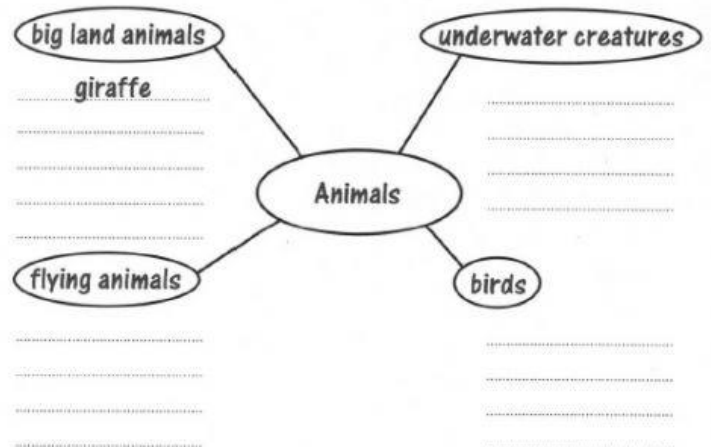 big land animals
underwater creatures
giraffe
Animals
flying animals
birds